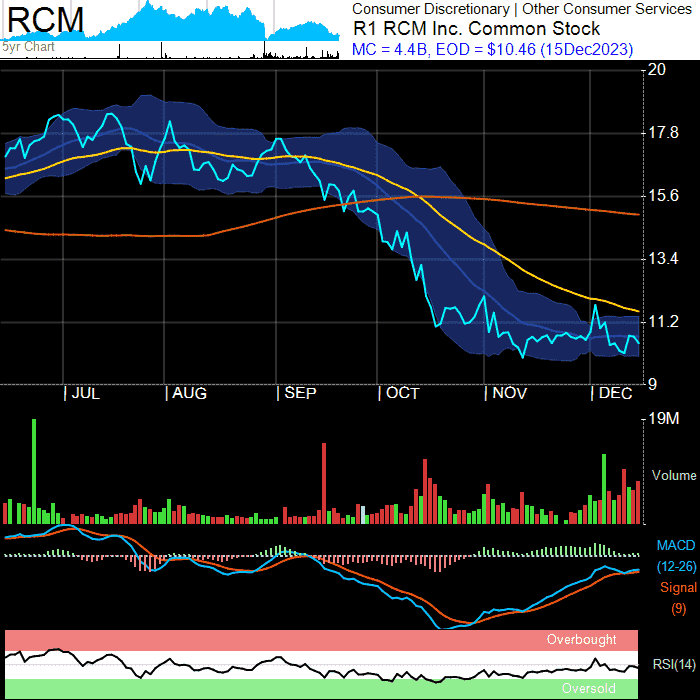 RCM
5yr Chart
Consumer Discretionary | Other Consumer Services
R1 RCM Inc. Common Stock
MC = 4.4B, EOD = $10.46 (15Dec2023)
20
17.8
15.6
13.4
11.2
9
JUL AUG SEP OCT NOV DEC
19M
Volume
MACD
(12-26)
Signal
(9)
Overbought
RSI(14)
Oversold